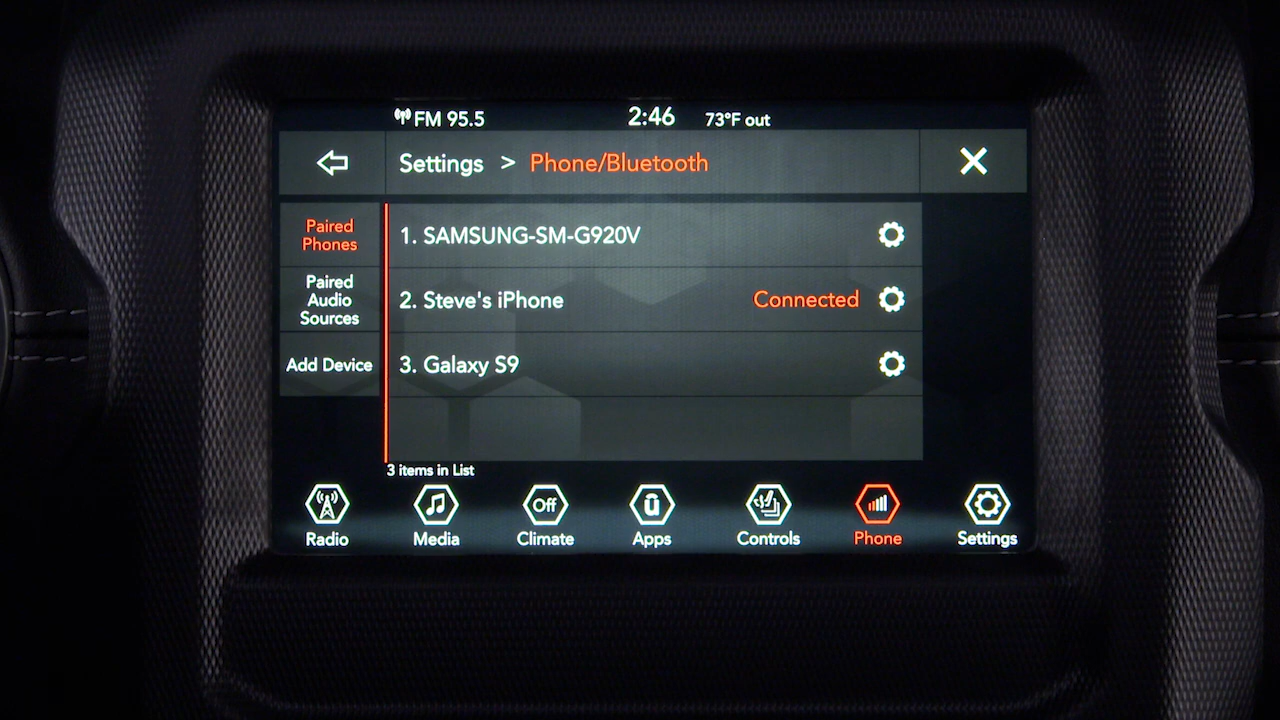 FM 95.5 2:46 73°F out
Settings > Phone/Bluetooth
Paired
Phones
Paired
Audio
Sources
Add Device
1. SAMSUNG-SM-G920V
2. Steve's iPhone Connected
3. Galaxy S9
3 items in List
Off
Radio Media Climate Apps Controls Phone Settings